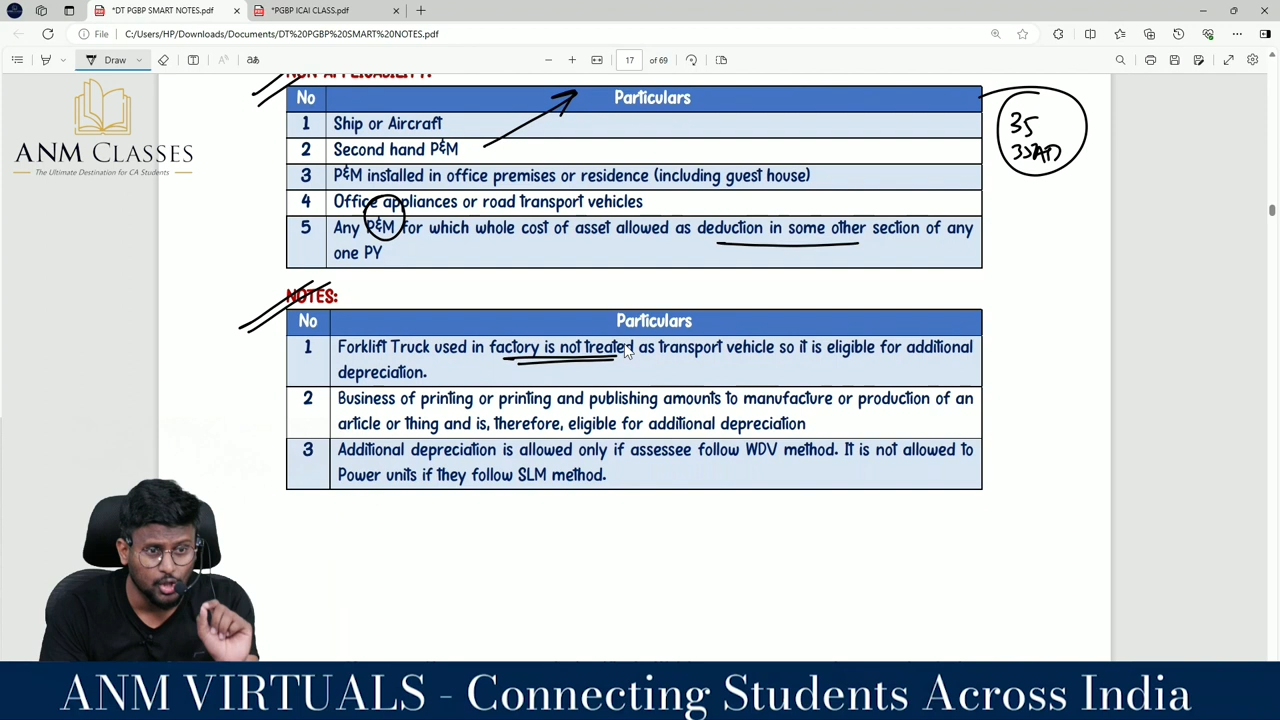 *DT PGBP SMART NOTES.pdf
*PGBP ICAI CLASS.pdf
File
C:/Users/HP/Downloads/Documents/DT%20PGBP%20SMART%20NOTES.pdf
Draw
17 of 69
NON APPLICABILITY:
No Particulars
1 Ship or Aircraft
2 Second hand P&M
3 P&M installed in office premises or residence (including guest house)
4 Office appliances or road transport vehicles
5 Any P&M for which whole cost of asset allowed as deduction in some other section of any
one PY
35
35AD
ANM CLASSES
The Ultimate Destination for CA Students
NOTES:
No Particulars
1 Forklift Truck used in factory is not treated as transport vehicle so it is eligible for additional
depreciation.
2 Business of printing or printing and publishing amounts to manufacture or production of an
article or thing and is, therefore, eligible for additional depreciation
3 Additional depreciation is allowed only if assessee follow WDV method. It is not allowed to
Power units if they follow SLM method.
ANM VIRTUALS - Connecting Students Across India